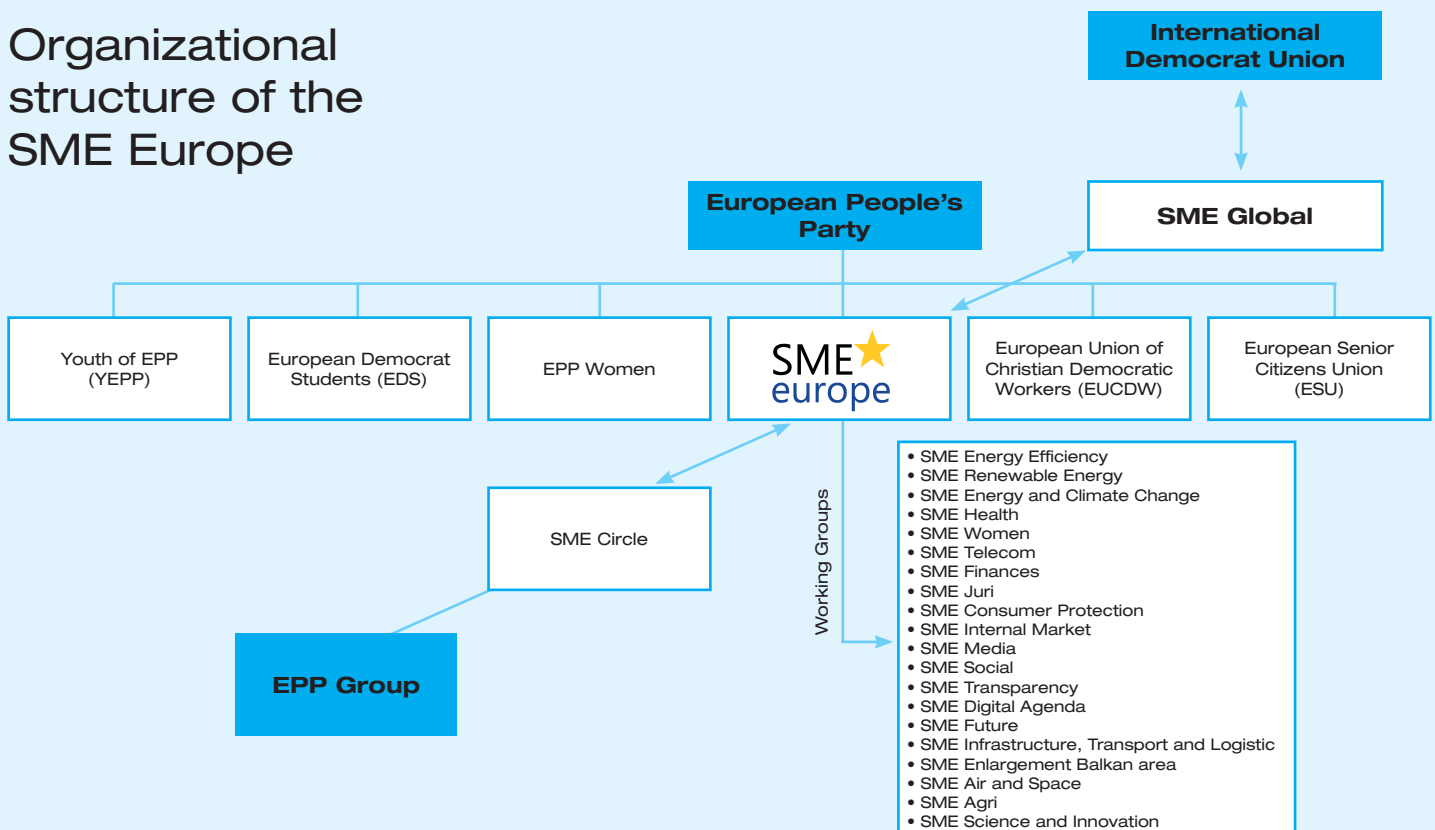 Organizational
structure of the
SME Europe
International
Democrat Union
European People's
Party
SME Global
Youth of EPP
(YEPP)
European Democrat
Students (EDS)
EPP Women
SME
europe
European Union of
Christian Democratic
Workers (EUCDW)
European Senior
Citizens Union
(ESU)
SME Circle
EPP Group
Working Groups
• SME Energy Efficiency
• SME Renewable Energy
• SME Energy and Climate Change
• SME Health
• SME Women
• SME Telecom
• SME Finances
• SME Juri
• SME Consumer Protection
• SME Internal Market
• SME Media
• SME Social
• SME Transparency
• SME Digital Agenda
• SME Future
• SME Infrastructure, Transport and Logistic
• SME Enlargement Balkan area
• SME Air and Space
• SME Agri
• SME Science and Innovation